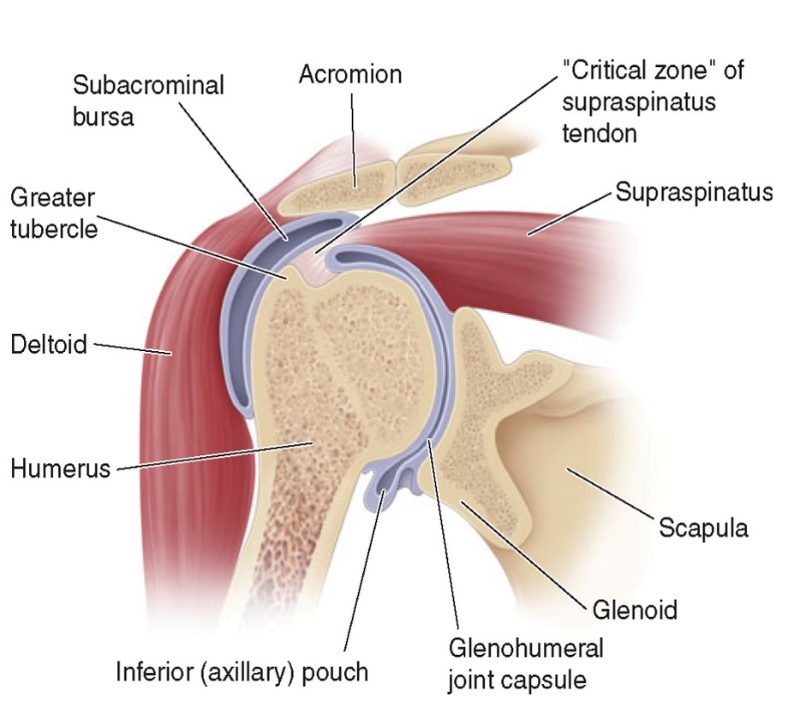 Subacrominal
bursa
Acromion
"Critical zone" of
supraspinatus
tendon
Greater
tubercle
Supraspinatus
Deltoid
Humerus
Scapula
Glenoid
Glenohumeral
joint capsule
Inferior (axillary) pouch